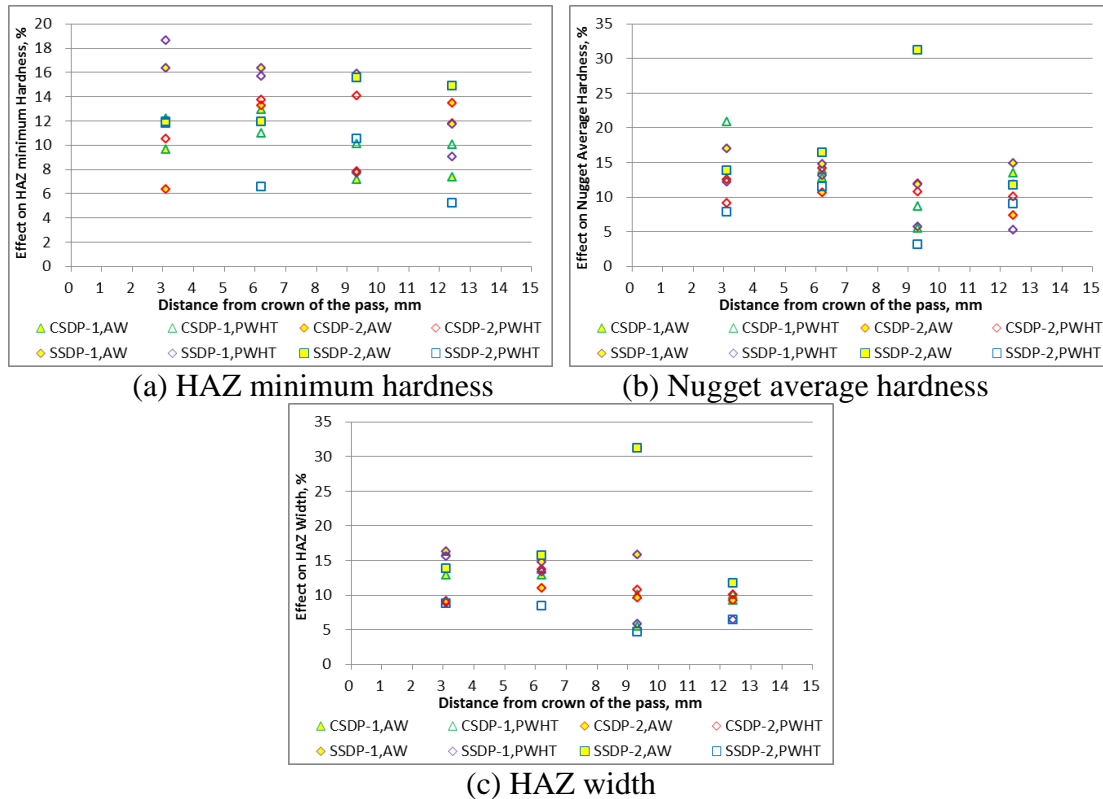 Effect on HAZ minimum Hardness, %
20
18
16
14
12
10
8
6
4
2
0
0 1 2 3 4 5 6 7 8 9 10 11 12 13 14 15
Distance from crown of the pass, mm
CSDP-1,AW CSDP-1,PWHT CSDP-2,AW CSDP-2,PWHT
SSDP-1,AW SSDP-1,PWHT SSDP-2,AW SSDP-2,PWHT
(a) HAZ minimum hardness
Effect on Nugget Average Hardness, %
35
30
25
20
15
10
5
0
0 1 2 3 4 5 6 7 8 9 10 11 12 13 14 15
Distance from crown of the pass, mm
CSDP-1,AW CSDP-1,PWHT CSDP-2,AW CSDP-2,PWHT
SSDP-1,AW SSDP-1,PWHT SSDP-2,AW SSDP-2,PWHT
(b) Nugget average hardness
Effect on HAZ Width, %
35
30
25
20
15
10
5
0
0 1 2 3 4 5 6 7 8 9 10 11 12 13 14 15
Distance from crown of the pass, mm
CSDP-1,AW CSDP-1,PWHT CSDP-2,AW CSDP-2,PWHT
SSDP-1,AW SSDP-1,PWHT SSDP-2,AW SSDP-2,PWHT
(c) HAZ width